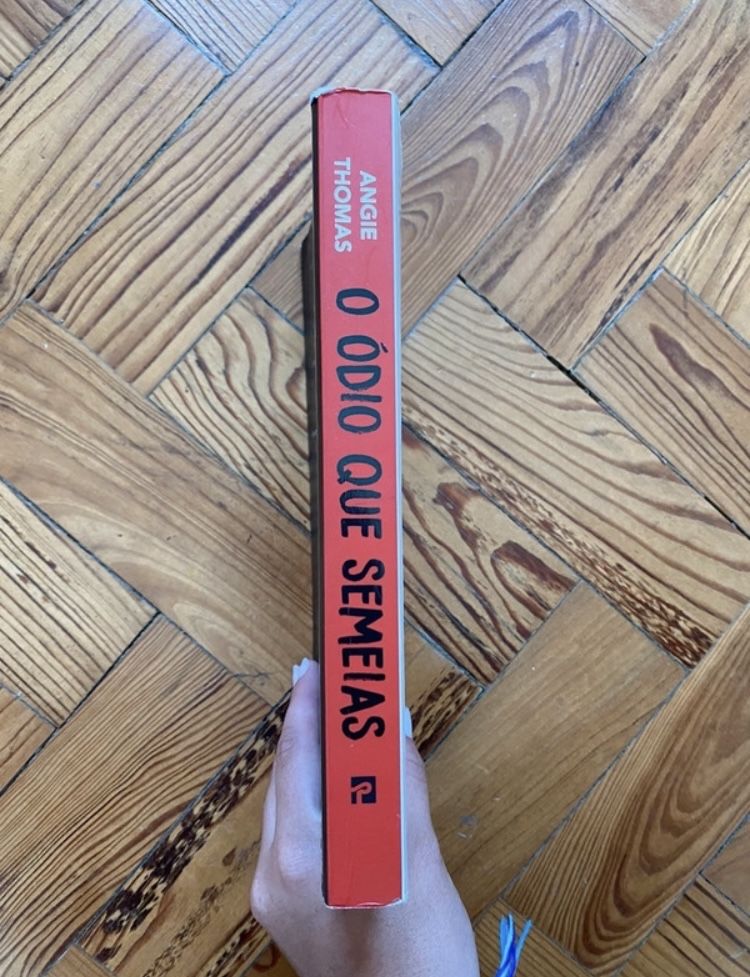 ANGIE
THOMAS
O ÓDIO QUE SEMEIAS